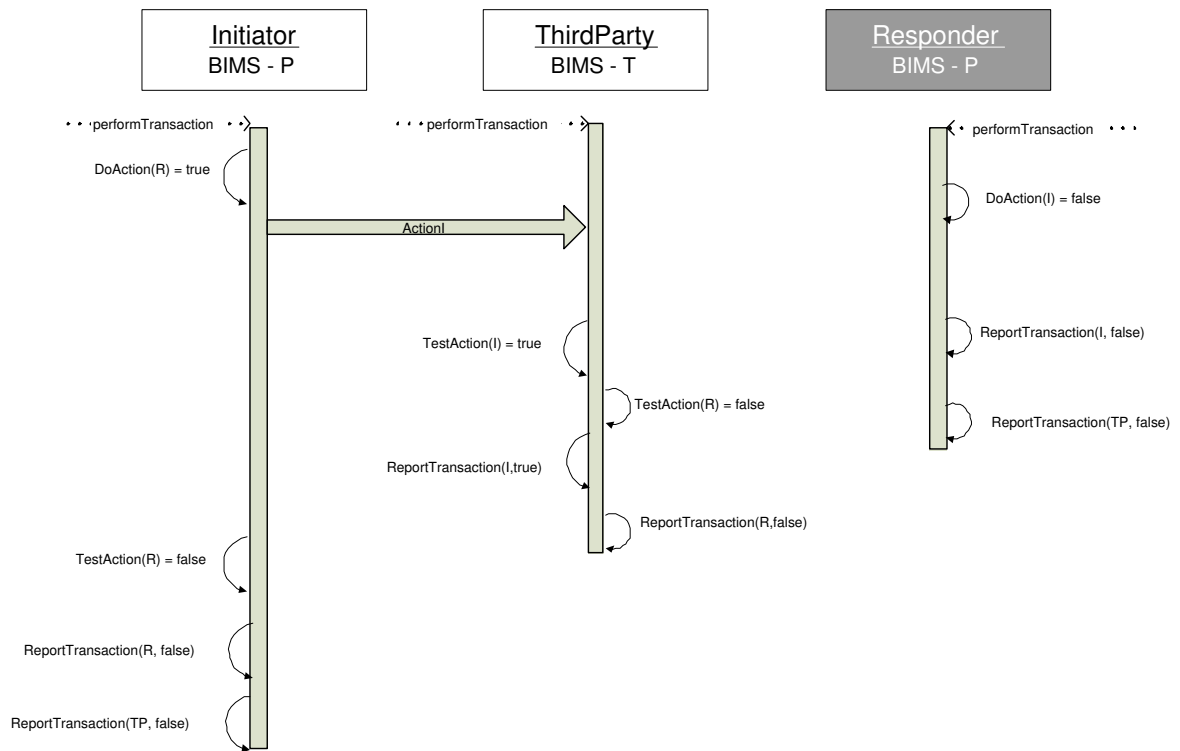 Initiator
BIMS - P
ThirdParty
BIMS - T
Responder
BIMS - P
performTransaction
performTransaction
performTransaction
DoAction(R) = true
DoAction(I) = false
ActionI
TestAction(I) = true
ReportTransaction(I, false)
TestAction(R) = false
ReportTransaction(TP, false)
ReportTransaction(I,true)
ReportTransaction(R,false)
TestAction(R) = false
ReportTransaction(R, false)
ReportTransaction(TP, false)